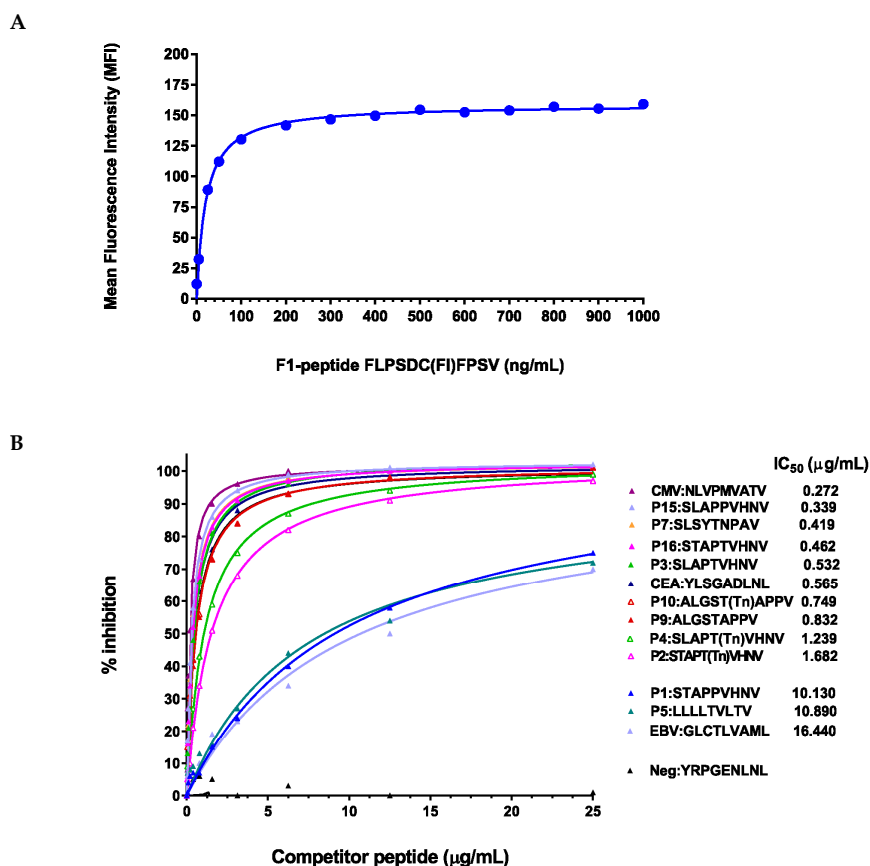 A
Mean Fluorescence Intensity (MFI)
200
175
150
125
100
75
50
25
0
0 100 200 300 400 500 600 700 800 900 1000
F1-peptide FLPSDC(Fl)FPSV (ng/mL)
B
% inhibition
100
90
80
70
60
50
40
30
20
10
0
0 5 10 15 20 25
Competitor peptide (µg/mL)
IC50 (µg/mL)
CMV:NLVPMVATV 0.272
P15:SLAPPVHNV 0.339
P7:SLSYTNPAV 0.419
P16:STAPTVHNV 0.462
P3:SLAPTVHNV 0.532
CEA:YLSGADLNL 0.565
P10:ALGST(Tn)APPV 0.749
P9:ALGSTAPPV 0.832
P4:SLAPT(Tn)VHNV 1.239
P2:STAPT(Tn)VHNV 1.682
P1:STAPPVHNV 10.130
P5:LLLLTVLTV 10.890
EBV:GLCTLVAML 16.440
Neg:YRPGENLNL